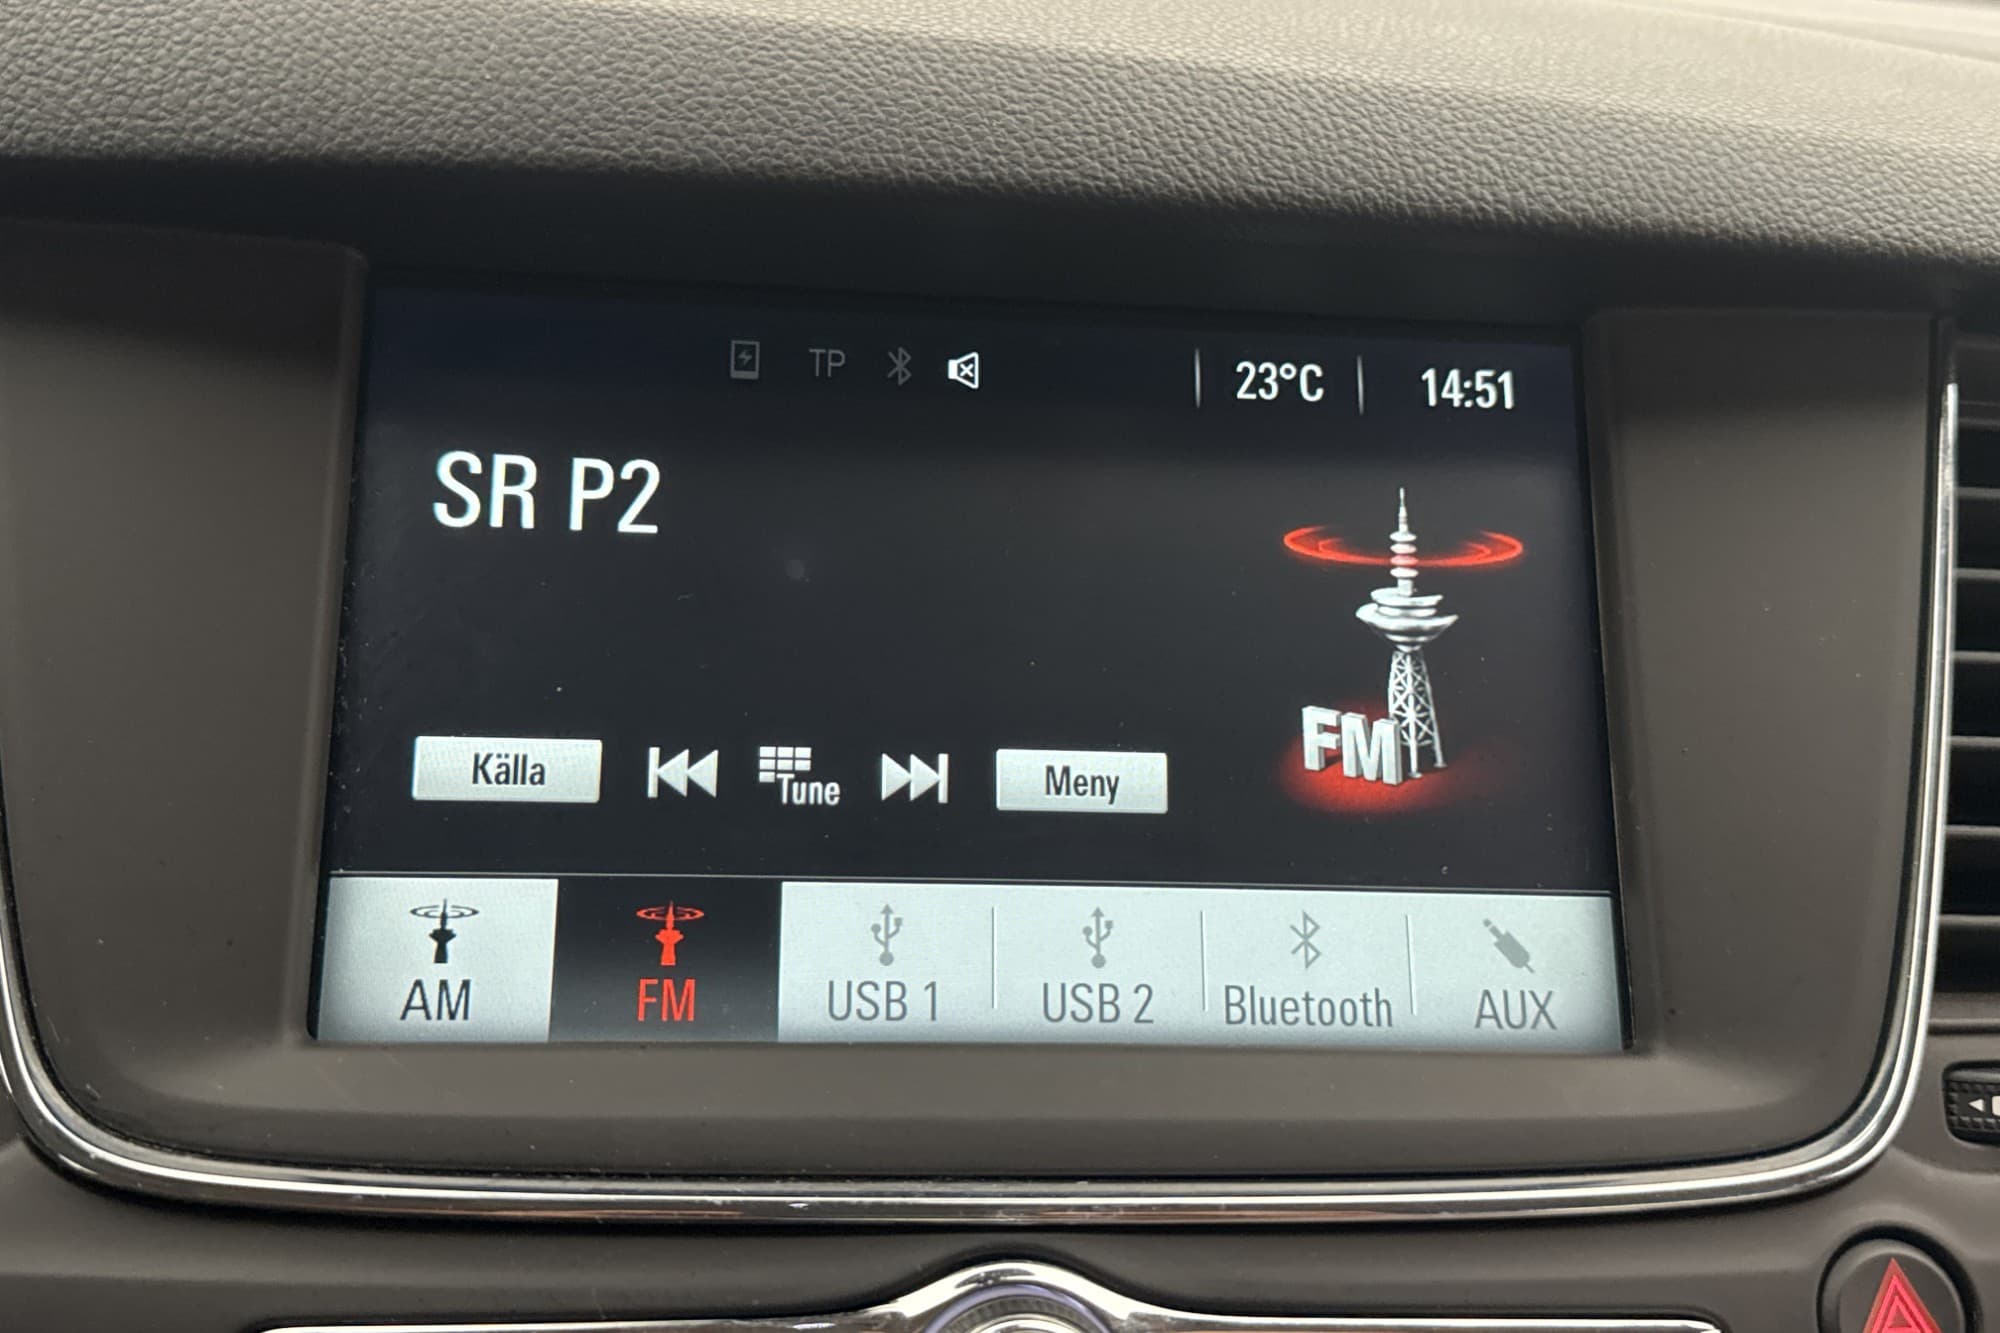 TP 23°C 14:51
SR P2
FM
Källa Tune Meny
AM FM USB 1 USB 2 Bluetooth AUX